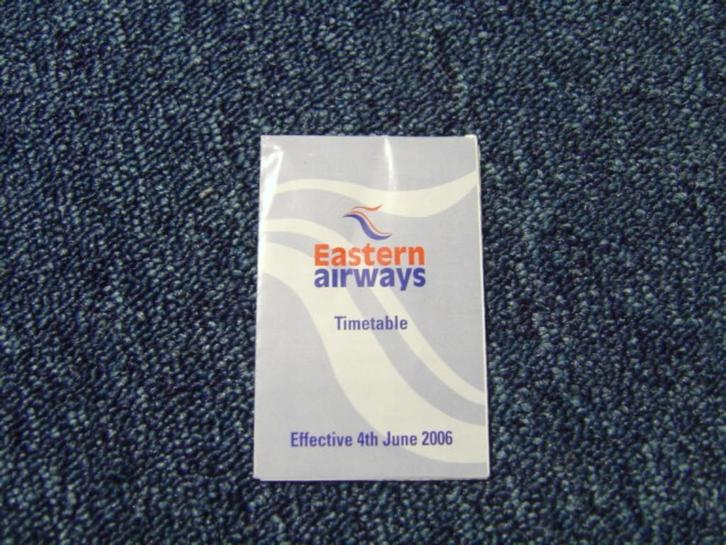 Eastern
airways
Timetable
Effective 4th June 2006